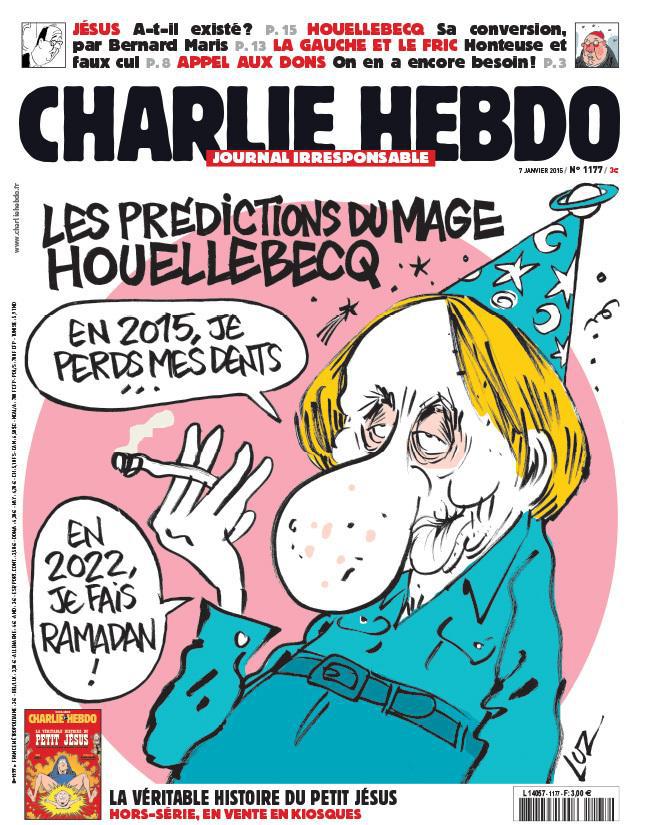 JÉSUS A-t-il existé? P. 15 HOUELLEBECQ Sa conversion,
par Bernard Maris P. 13 LA GAUCHE ET LE FRIC Honteuse et
faux cul P. 8 APPEL AUX DONS On en a encore besoin! P. 3
CHARLIE HEBDO
JOURNAL IRRESPONSABLE
7 JANVIER 2015 / N° 1177 / 3€
www.charliehebdo.fr
LES PRÉDICTIONS DU MAGE
HOUELLEBECQ
EN 2015, JE
PERDS MES DENTS
...
EN
2022,
JE FAIS
RAMADAN
!
LUZ
CHARLIE HEBDO
LA VÉRITABLE HISTOIRE DU
PETIT JÉSUS
LA VÉRITABLE HISTOIRE DU PETIT JÉSUS
HORS-SÉRIE, EN VENTE EN KIOSQUES
L 14057 - 1177 - F: 3,00 €